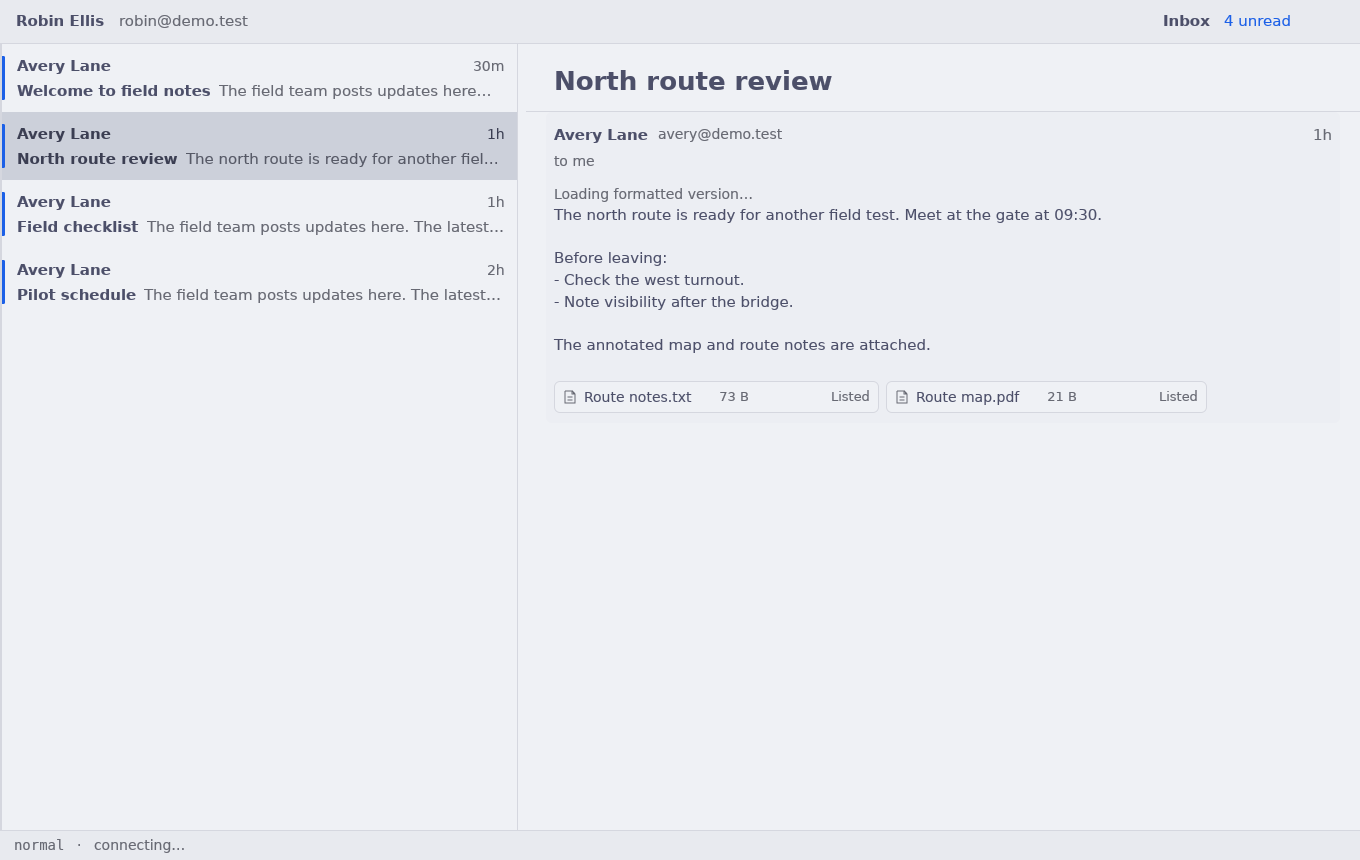 Robin Ellis robin@demo.test
Inbox 4 unread
Avery Lane 30m
Welcome to field notes The field team posts updates here…
Avery Lane 1h
North route review The north route is ready for another fiel…
Avery Lane 1h
Field checklist The field team posts updates here. The latest…
Avery Lane 2h
Pilot schedule The field team posts updates here. The latest…
North route review
Avery Lane avery@demo.test 1h
to me
Loading formatted version…
The north route is ready for another field test. Meet at the gate at 09:30.
Before leaving:
- Check the west turnout.
- Note visibility after the bridge.
The annotated map and route notes are attached.
Route notes.txt 73 B Listed
Route map.pdf 21 B Listed
normal · connecting…